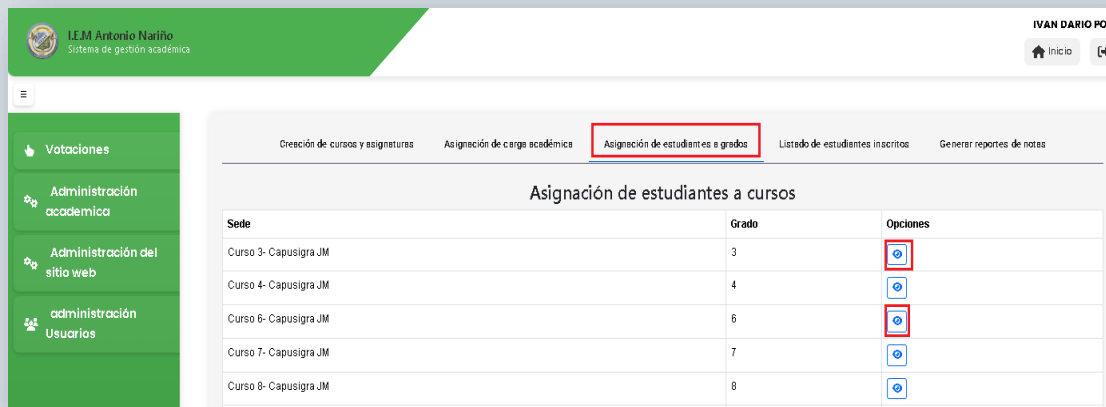 I.E.M Antonio Nariño
Sistema de gestión académica
IVAN DARIO PO
Inicio
Votaciones
Administración
academica
Administración del
sitio web
administración
Usuarios
Creación de cursos y asignaturas
Asignación de carga académica
Asignación de estudiantes a grados
Listado de estudiantes inscritos
Generar reportes de notas
Asignación de estudiantes a cursos
Sede Grado Opciones
Curso 3- Capusigra JM 3
Curso 4- Capusigra JM 4
Curso 6- Capusigra JM 6
Curso 7- Capusigra JM 7
Curso 8- Capusigra JM 8